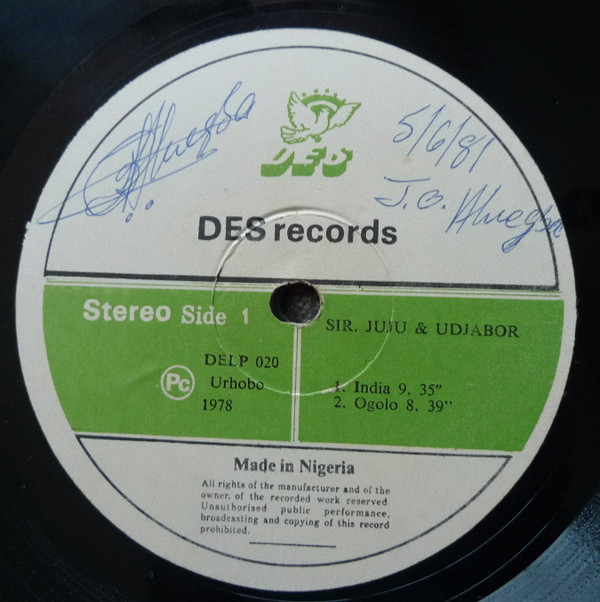 5/6/81
J. O.
DES
DES records
Stereo Side 1
SIR. JUJU & UDJABOR
DELP 020
Pc
Urhobo
1978
1. India 9. 35"
2. Ogolo 8. 39"
Made in Nigeria
All rights of the manufacturer and of the
owner. of the recorded work reserved
Unauthorised public performance.
broadcasting and copying of this record
prohibited.